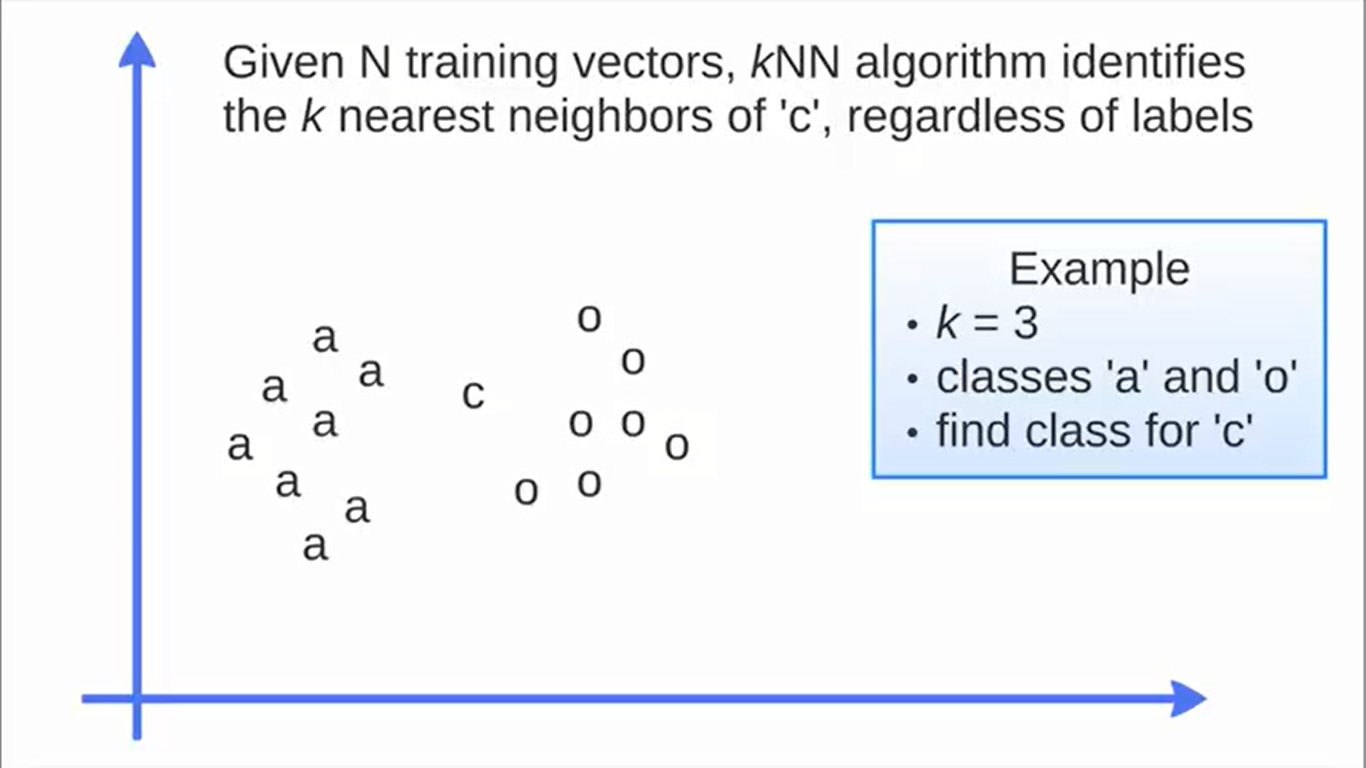 Given N training vectors, kNN algorithm identifies
the k nearest neighbors of 'c', regardless of labels
Example
• k = 3
• classes 'a' and 'o'
• find class for 'c'
o
a
o
a
a
c
a
o o
a
o
a
o
o
a
a